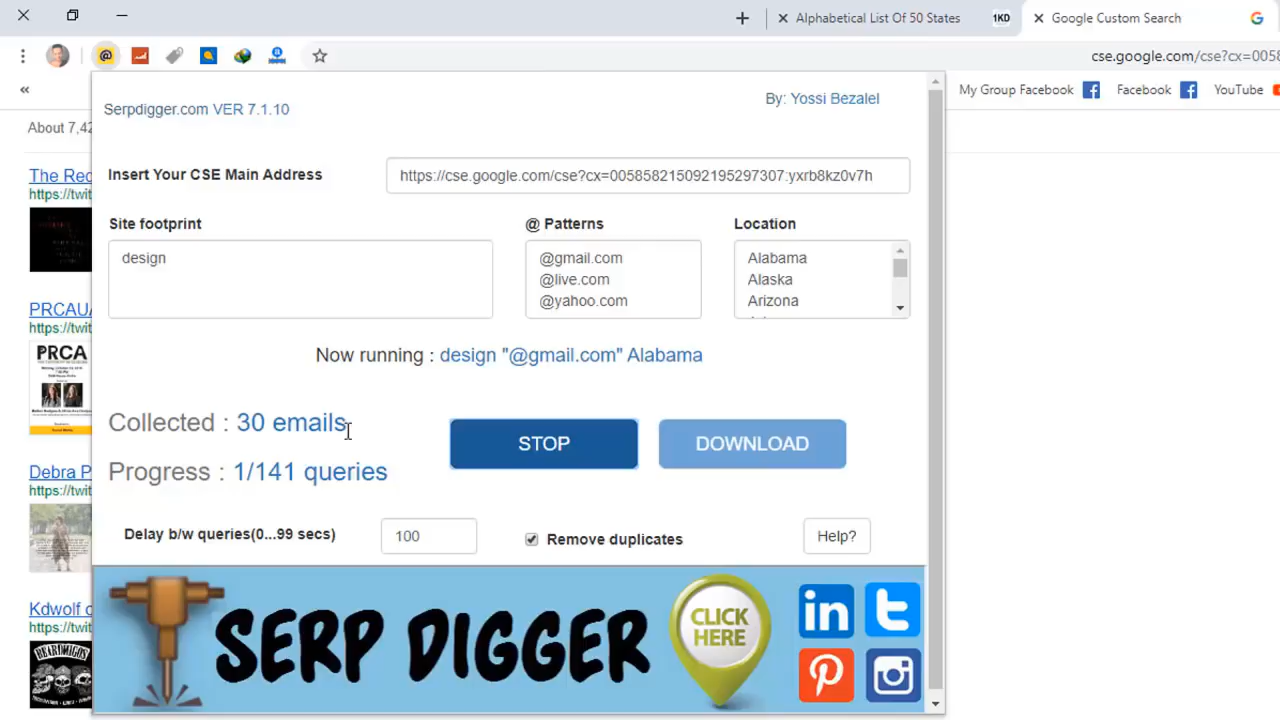 Alphabetical List Of 50 States
1KD
Google Custom Search
cse.google.com/cse?cx=0058
My Group Facebook
Facebook
YouTube
About 7,42
The Rec
https://twit
PRCAUA
https://twit
PRCA
Debra P
https://twit
Kdwolf o
https://twit
BEARDMIGOS
Serpdigger.com VER 7.1.10
By: Yossi Bezalel
Insert Your CSE Main Address
https://cse.google.com/cse?cx=005858215092195297307:yxrb8kz0v7h
Site footprint
@ Patterns
Location
design
@gmail.com
@live.com
@yahoo.com
Alabama
Alaska
Arizona
Now running : design "@gmail.com" Alabama
Collected : 30 emails
STOP
DOWNLOAD
Progress : 1/141 queries
Delay b/w queries(0...99 secs)
100
Remove duplicates
Help?
SERP DIGGER
CLICK
HERE
in